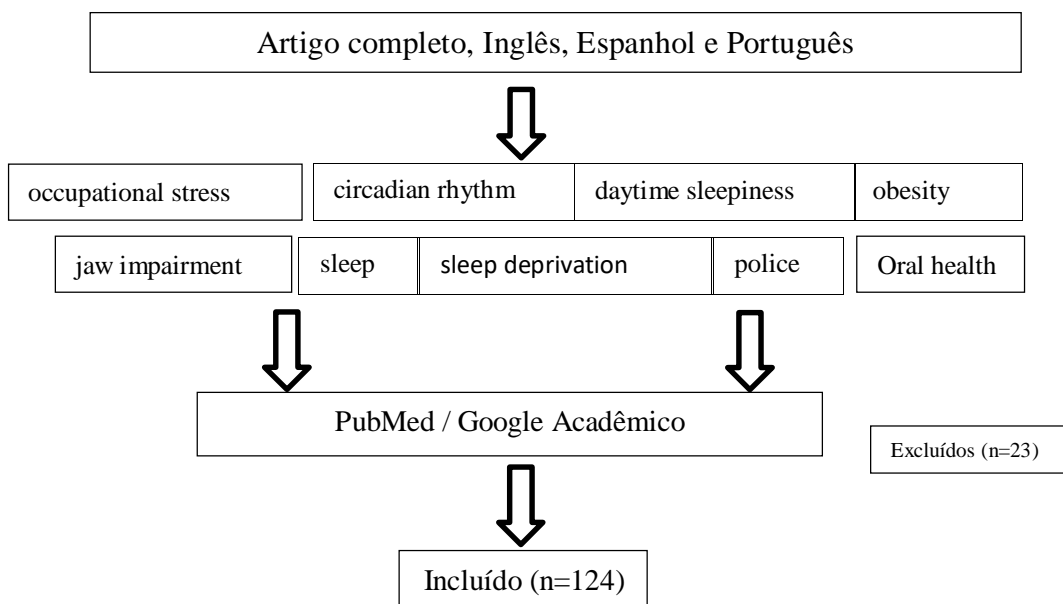 Artigo completo, Inglês, Espanhol e Português
occupational stress
circadian rhythm
daytime sleepiness
obesity
jaw impairment
sleep
sleep deprivation
police
Oral health
PubMed / Google Acadêmico
Excluídos (n=23)
Incluído (n=124)